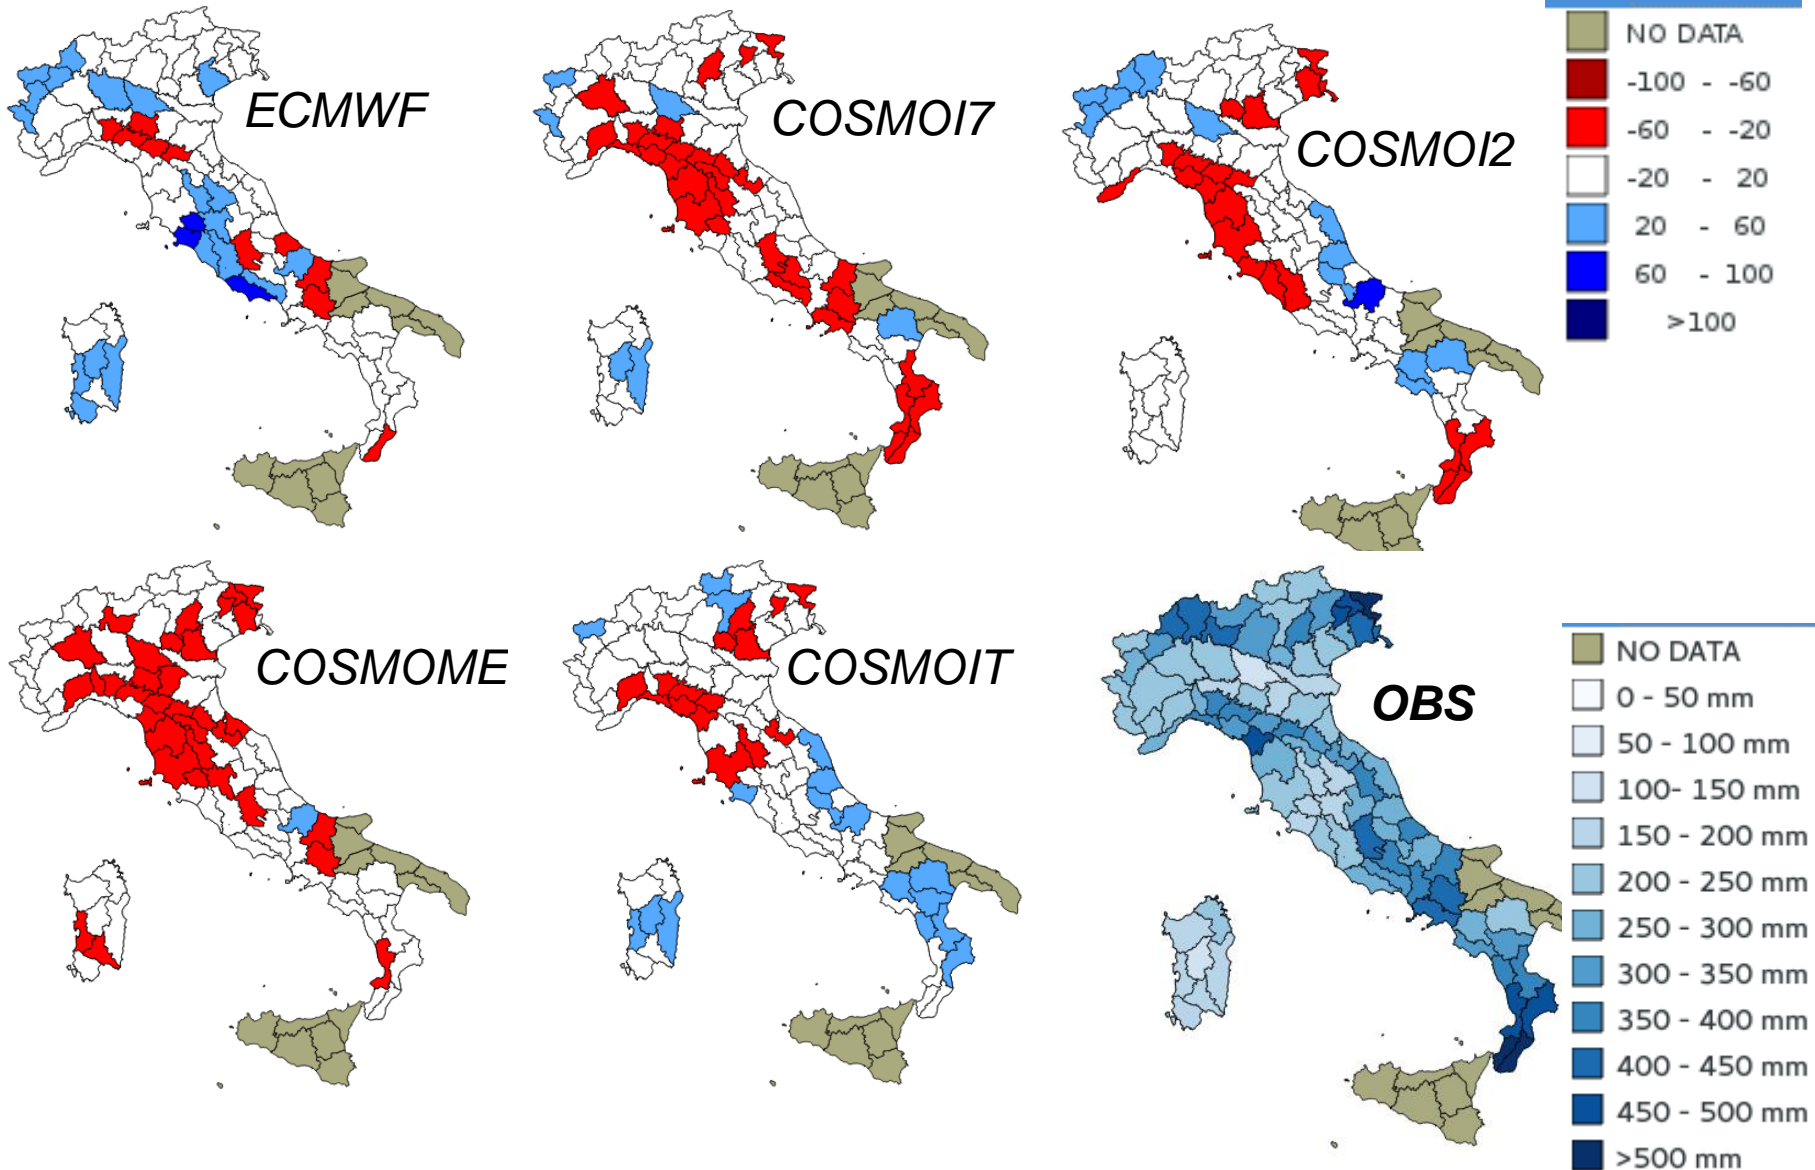 ECMWF
COSMOI7
COSMOI2
NO DATA
-100 - -60
-60 - -20
-20 - 20
20 - 60
60 - 100
>100
COSMOME
COSMOIT
OBS
NO DATA
0 - 50 mm
50 - 100 mm
100- 150 mm
150 - 200 mm
200 - 250 mm
250 - 300 mm
300 - 350 mm
350 - 400 mm
400 - 450 mm
450 - 500 mm
>500 mm